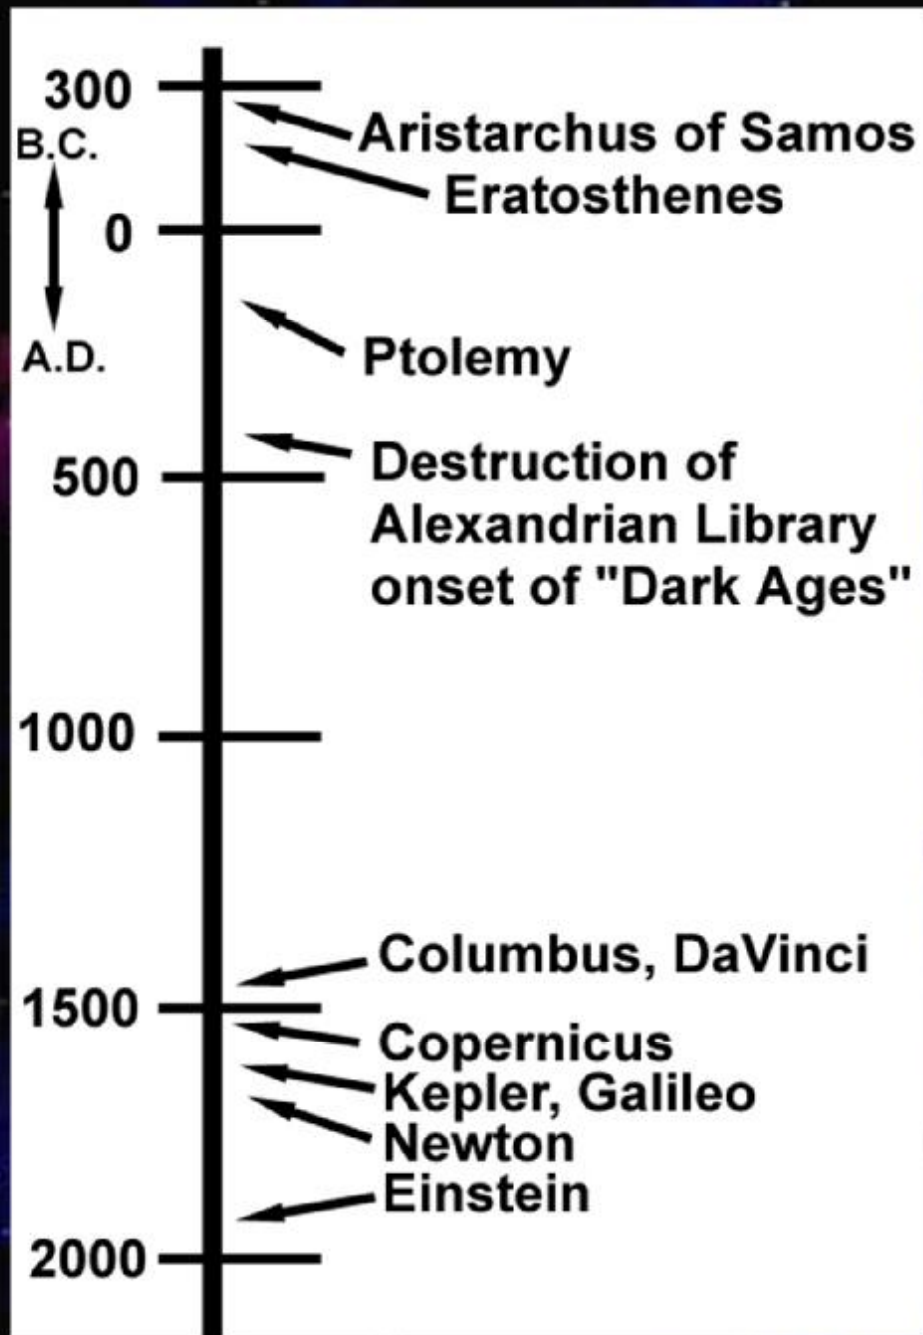 300
B.C.
Aristarchus of Samos
Eratosthenes
0
A.D.
Ptolemy
500
Destruction of
Alexandrian Library
onset of "Dark Ages"
1000
Columbus, DaVinci
1500
Copernicus
Kepler, Galileo
Newton
Einstein
2000